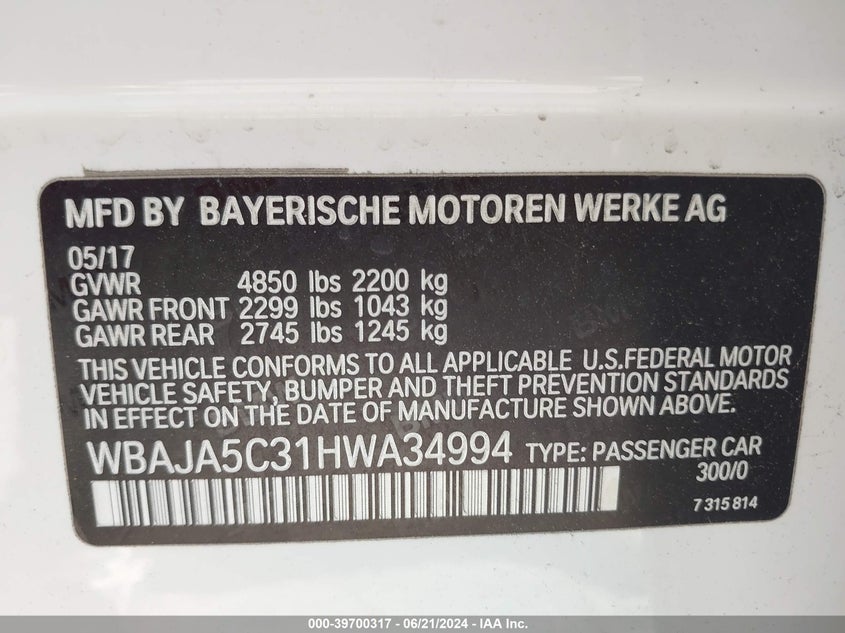 MFD BY BAYERISCHE MOTOREN WERKE AG
05/17
GVWR 4850 lbs 2200 kg
GAWR FRONT 2299 lbs 1043 kg
GAWR REAR 2745 lbs 1245 kg
THIS VEHICLE CONFORMS TO ALL APPLICABLE U.S.FEDERAL MOTOR
VEHICLE SAFETY, BUMPER AND THEFT PREVENTION STANDARDS
IN EFFECT ON THE DATE OF MANUFACTURE SHOWN ABOVE.
WBAJA5C31HWA34994 TYPE: PASSENGER CAR
300/0
7 315 814
000-39700317 - 06/21/2024 - IAA Inc.